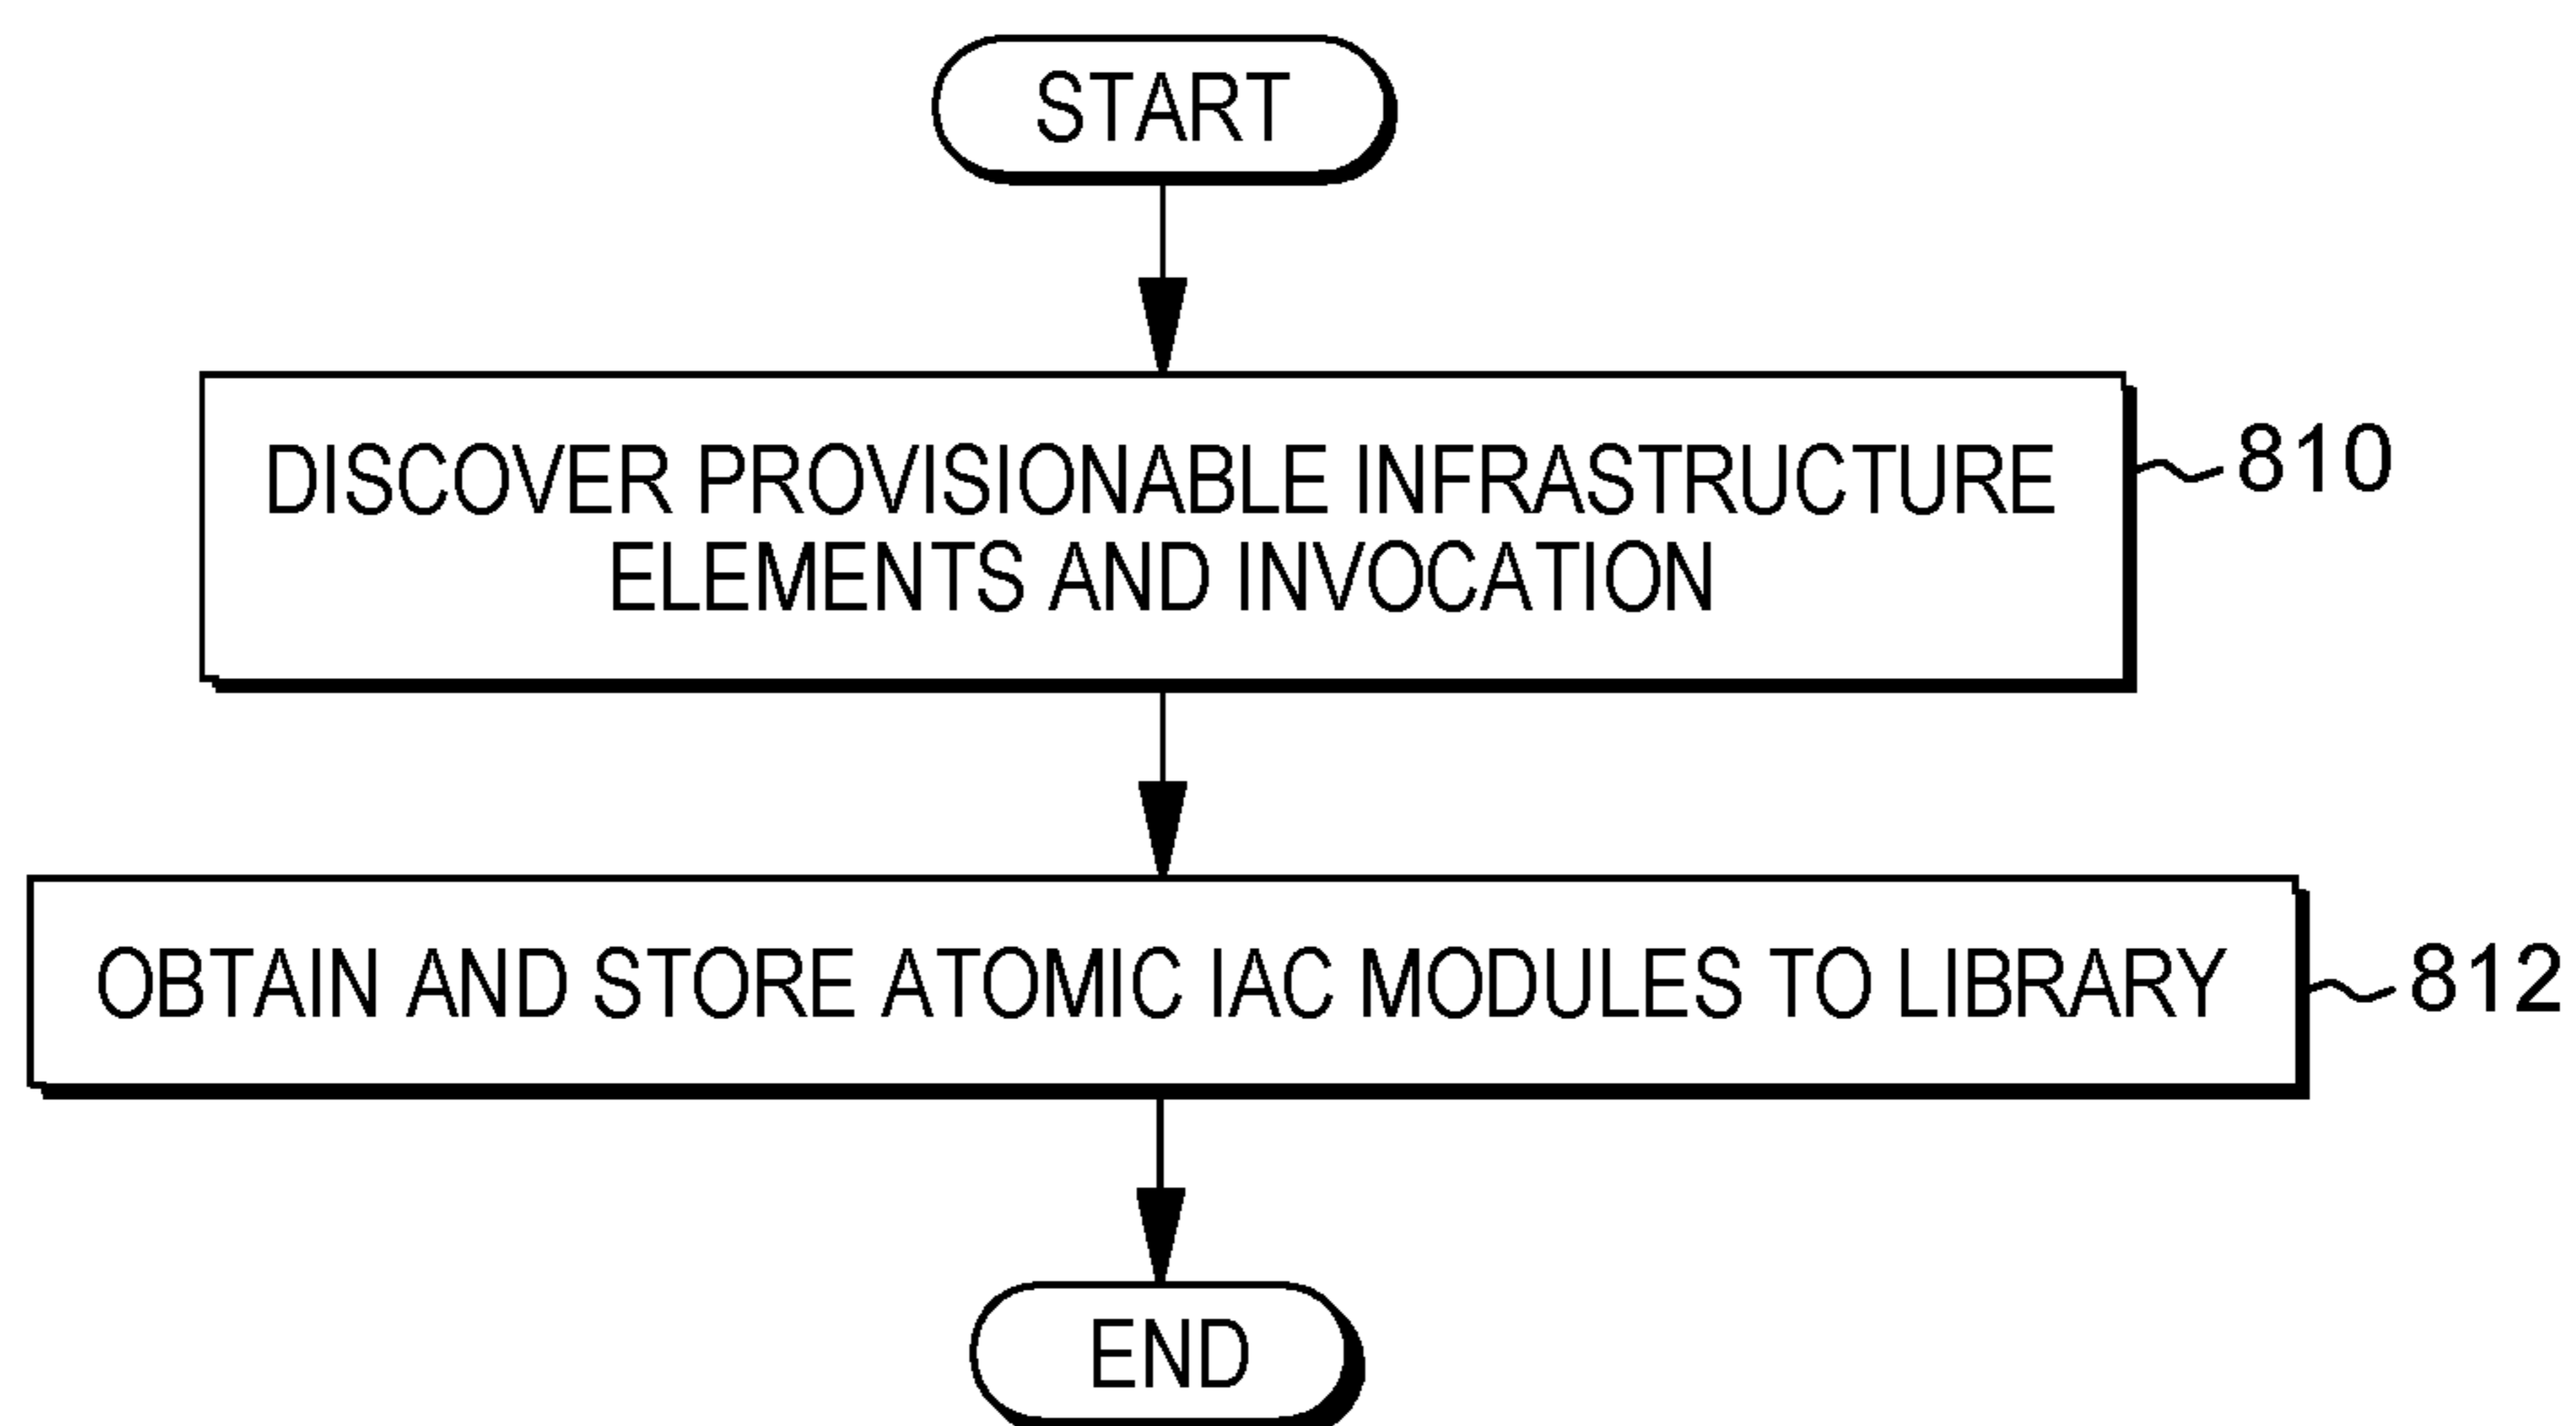 START
DISCOVER PROVISIONABLE INFRASTRUCTURE
ELEMENTS AND INVOCATION
810
OBTAIN AND STORE ATOMIC IAC MODULES TO LIBRARY
812
END